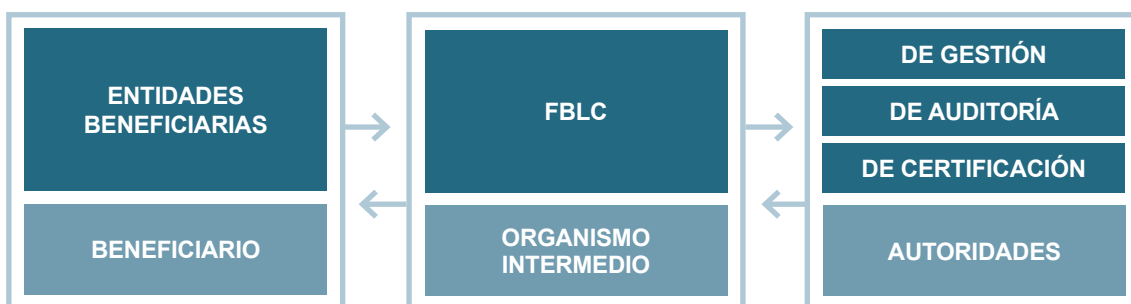 ENTIDADES
BENEFICIARIAS
BENEFICIARIO
FBLC
ORGANISMO
INTERMEDIO
DE GESTIÓN
DE AUDITORÍA
DE CERTIFICACIÓN
AUTORIDADES